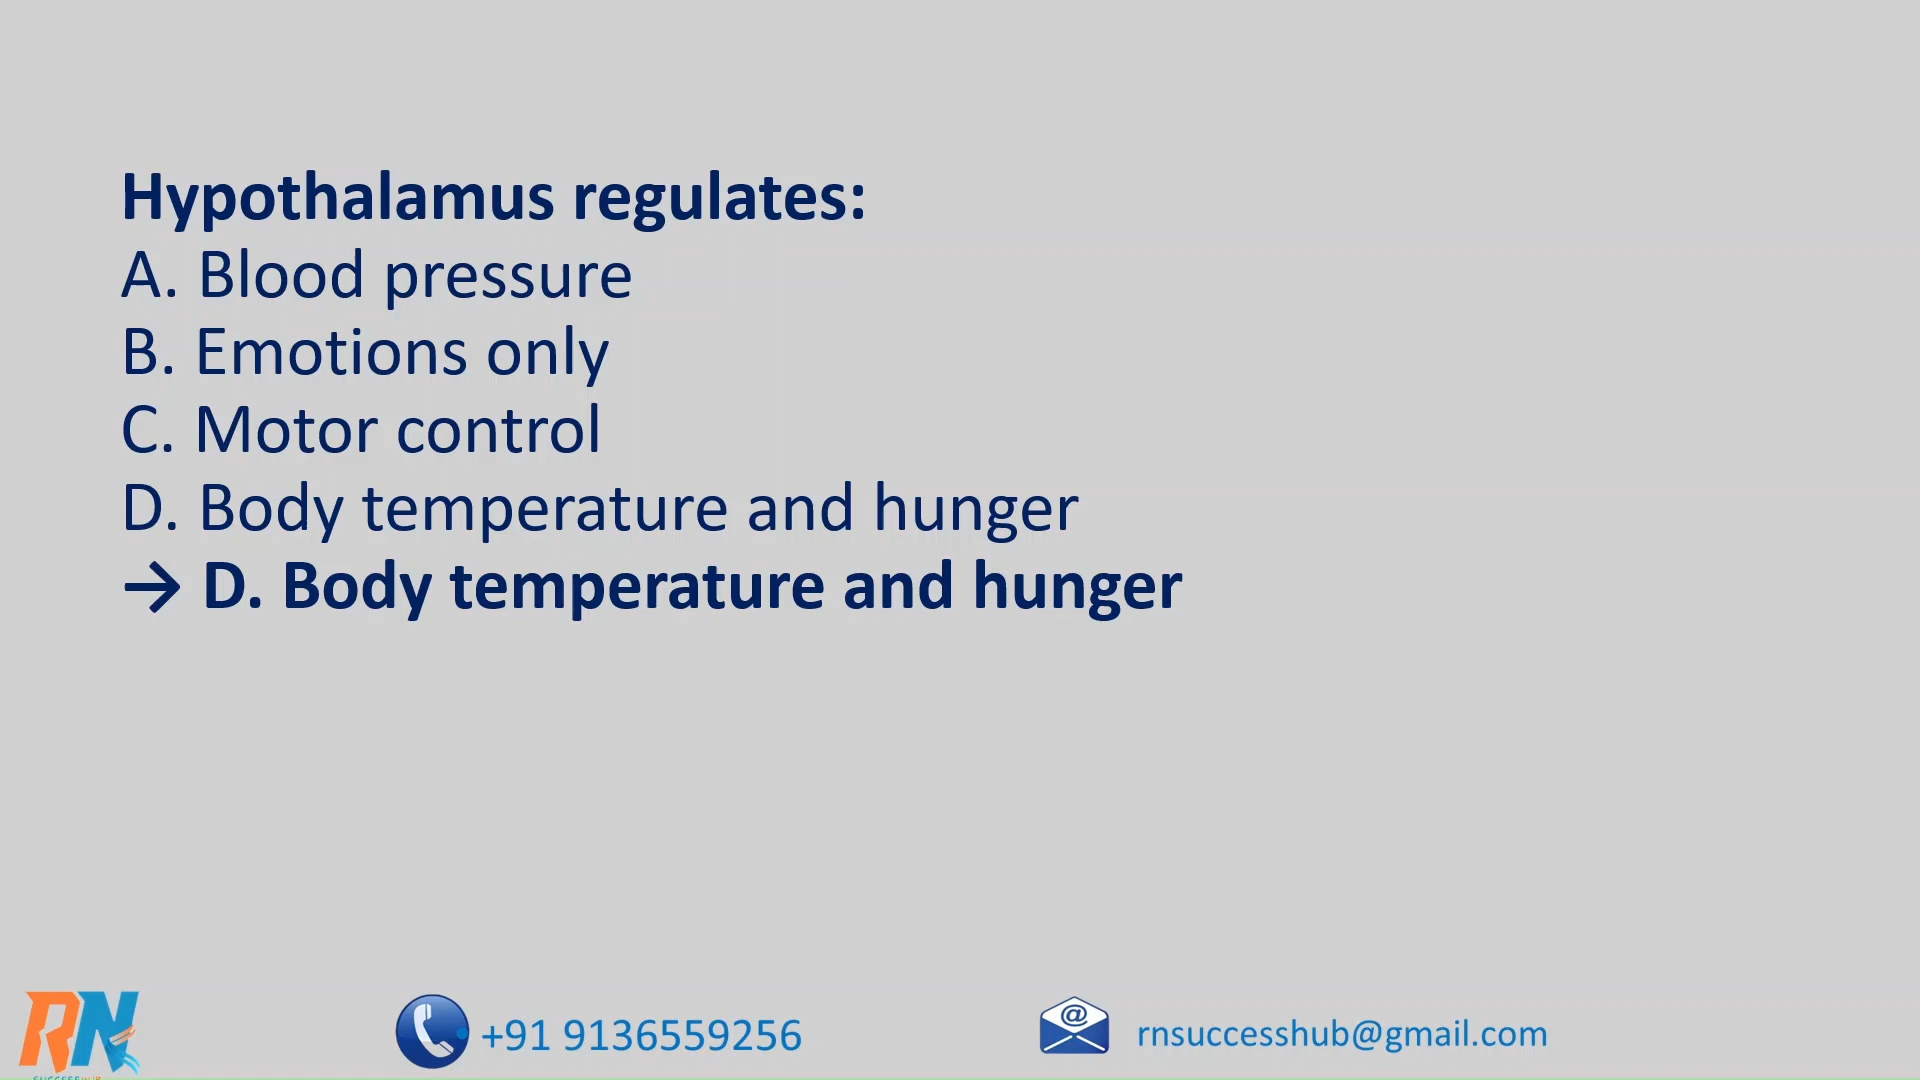 Hypothalamus regulates:
A. Blood pressure
B. Emotions only
C. Motor control
D. Body temperature and hunger
→ D. Body temperature and hunger
RN
+91 9136559256
rnsuccesshub@gmail.com